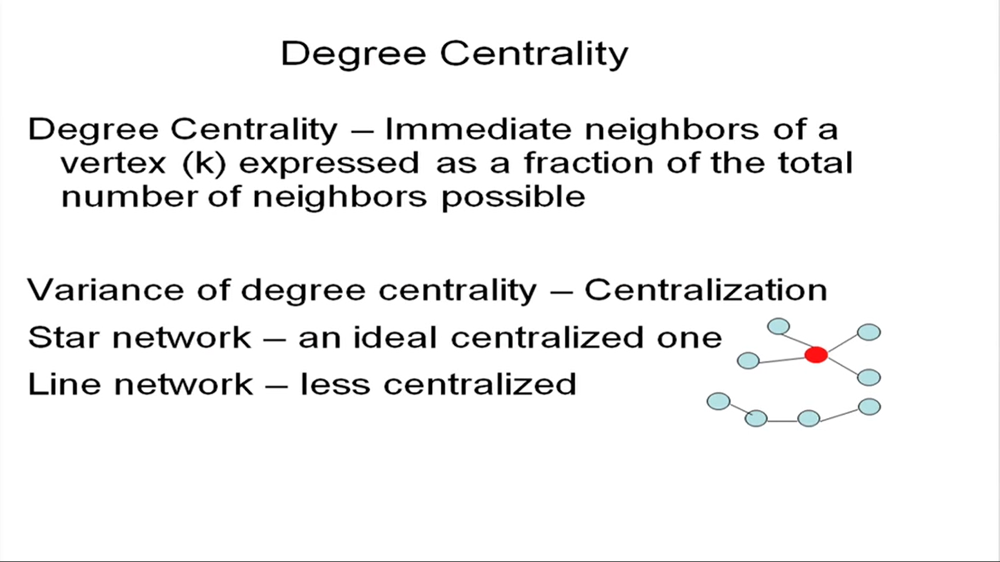 Degree Centrality
Degree Centrality – Immediate neighbors of a
vertex (k) expressed as a fraction of the total
number of neighbors possible
Variance of degree centrality – Centralization
Star network – an ideal centralized one
Line network – less centralized